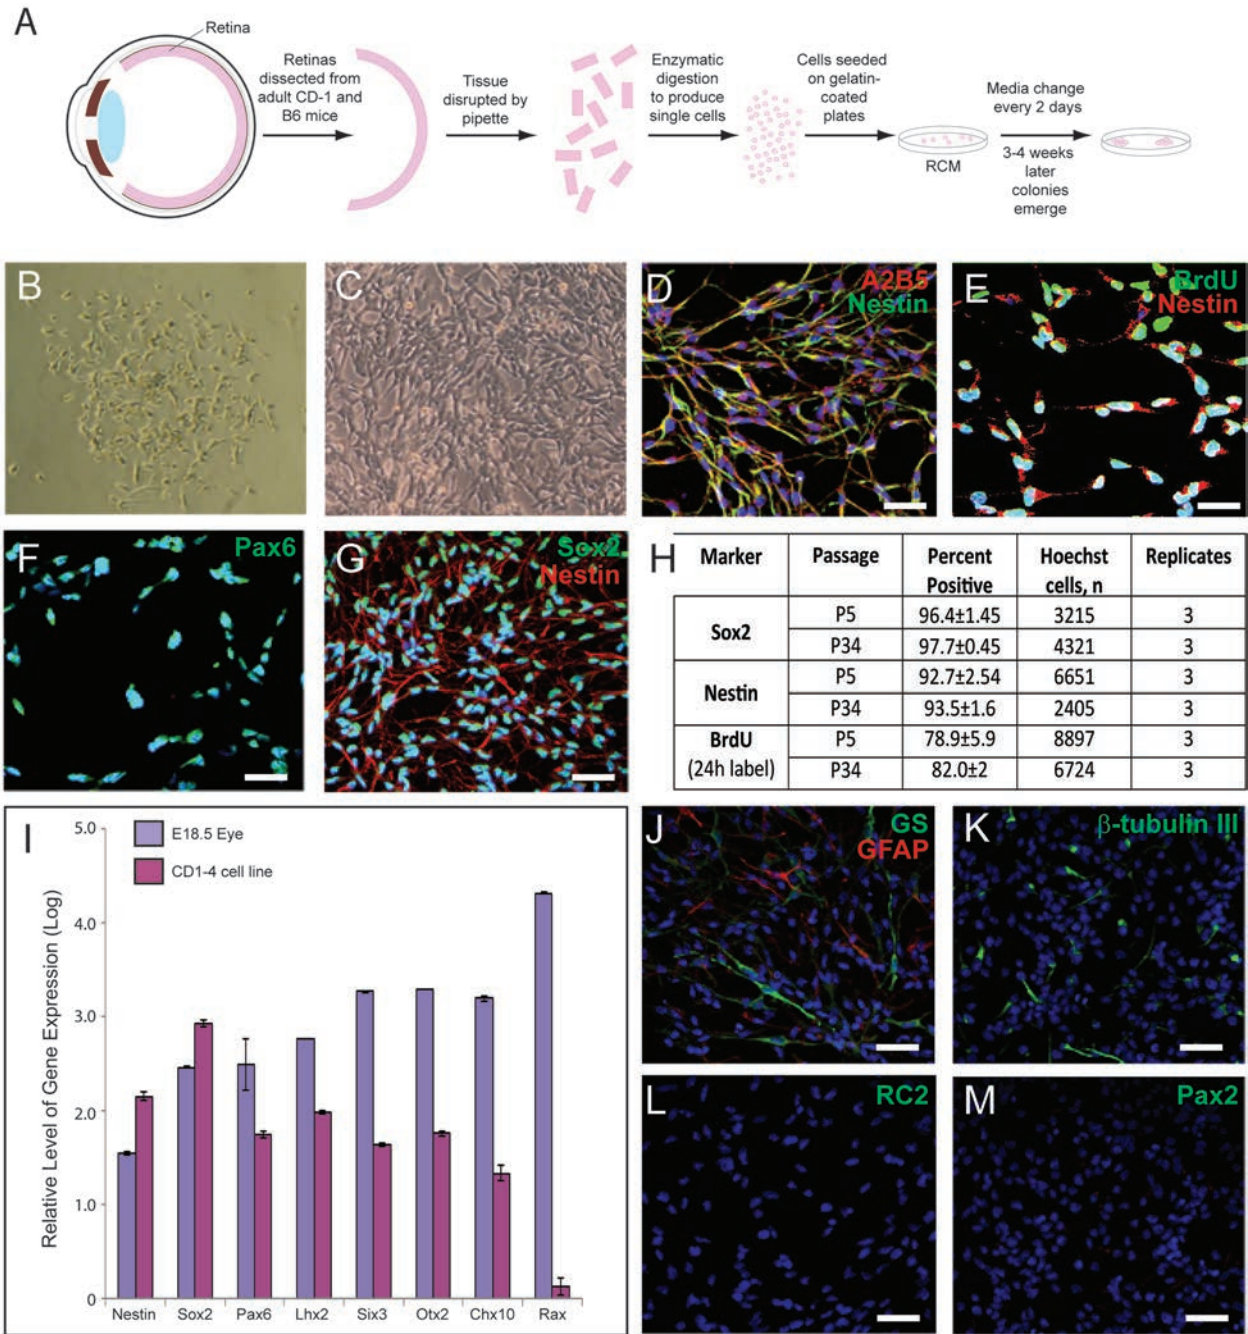 A
Retina
Retinas
dissected from
adult CD-1 and
B6 mice
Tissue
disrupted by
pipette
Enzymatic
digestion
to produce
single cells
Cells seeded
on gelatin-
coated
plates
RCM
Media change
every 2 days
3-4 weeks
later
colonies
emerge
B
C
D
A2B5
Nestin
E
BrdU
Nestin
F
Pax6
G
Sox2
Nestin
H
Marker Passage Percent Positive Hoechst cells, n Replicates
Sox2 P5 96.4±1.45 3215 3
P34 97.7±0.45 4321 3
Nestin P5 92.7±2.54 6651 3
P34 93.5±1.6 2405 3
BrdU (24h label) P5 78.9±5.9 8897 3
P34 82.0±2 6724 3
I
Relative Level of Gene Expression (Log)
5.0
4.0
3.0
2.0
1.0
0
E18.5 Eye
CD1-4 cell line
Nestin Sox2 Pax6 Lhx2 Six3 Otx2 Chx10 Rax
J
GS
GFAP
K
β-tubulin III
L
RC2
M
Pax2